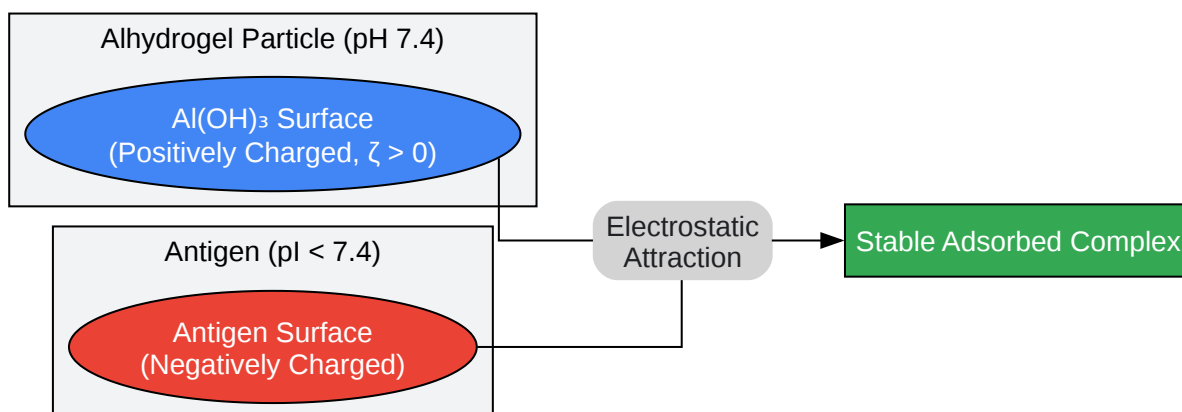 Alhydrogel Particle (pH 7.4)
Al(OH)₃ Surface
(Positively Charged, ζ > 0)
Antigen (pI < 7.4)
Antigen Surface
(Negatively Charged)
Electrostatic
Attraction
Stable Adsorbed Complex